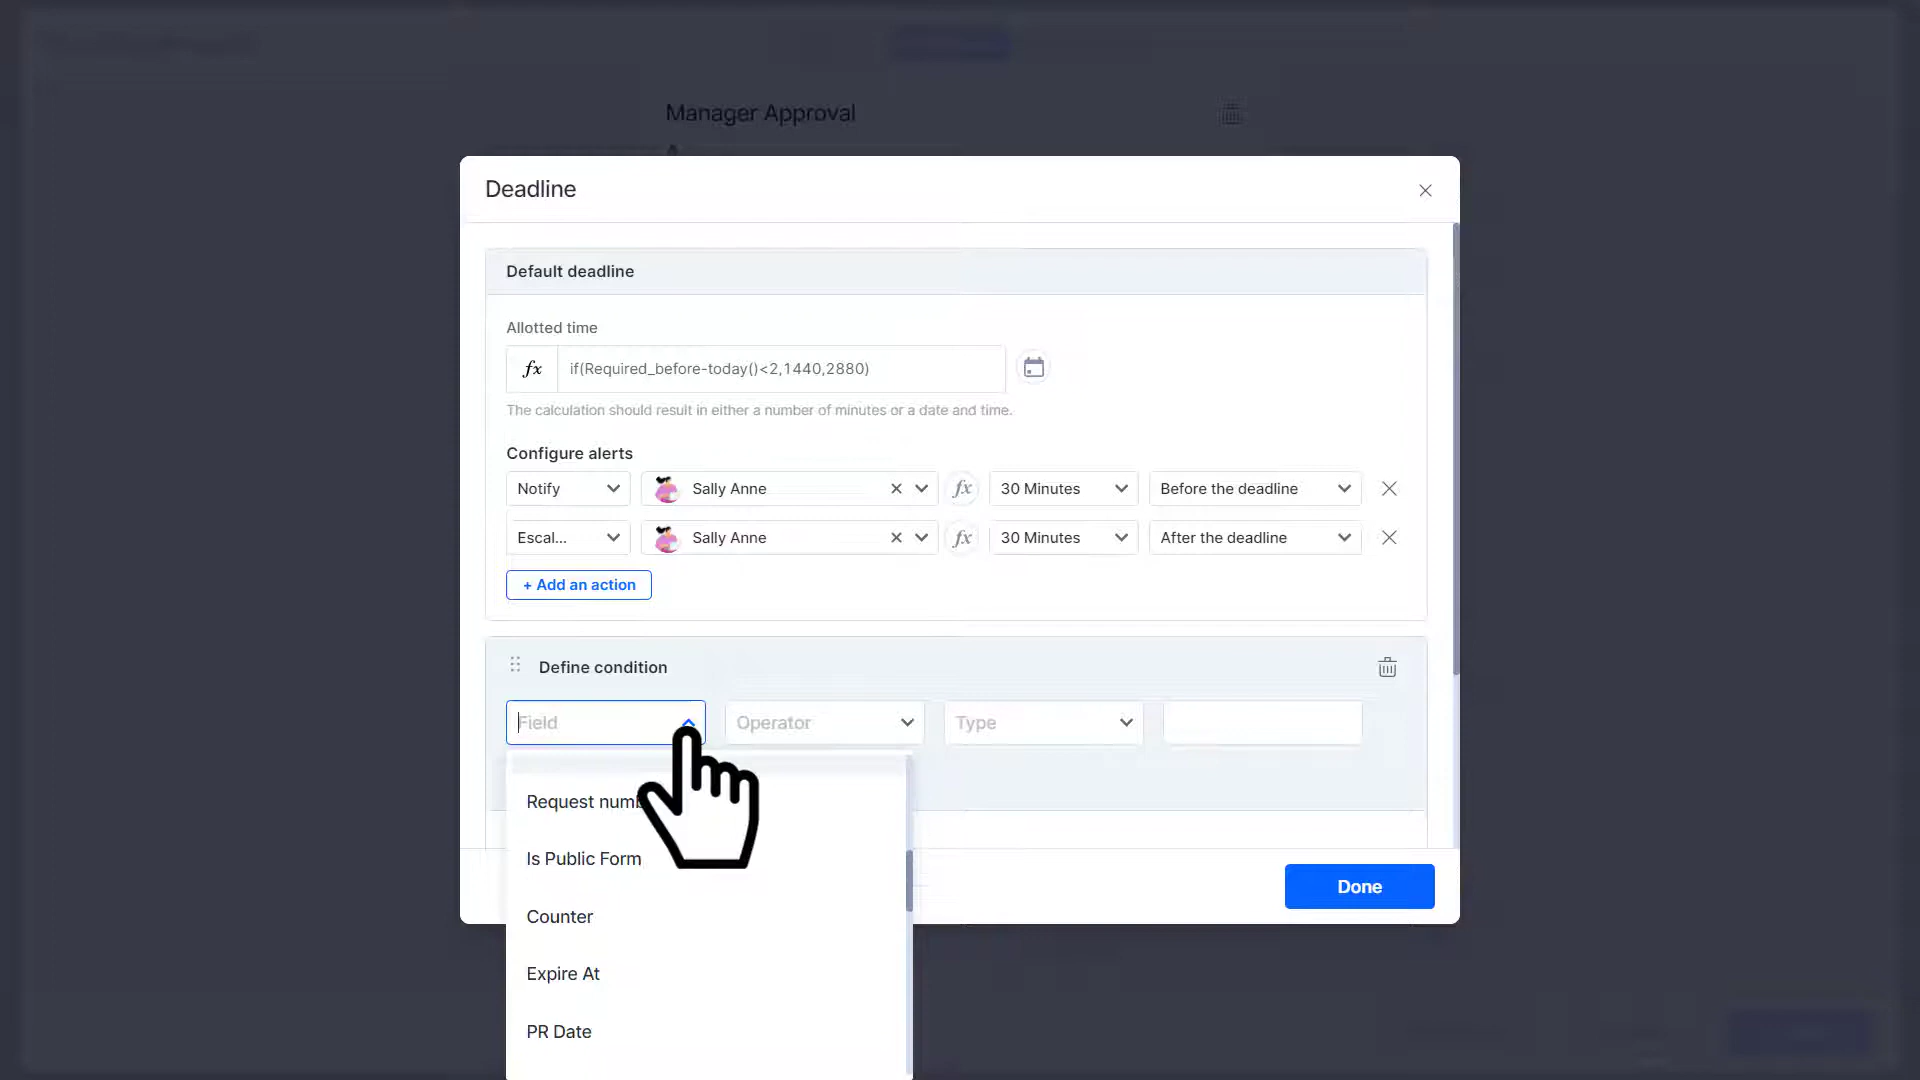 Manager Approval
Deadline
Default deadline
Allotted time
fx if(Required_before-today()<2,1440,2880)
The calculation should result in either a number of minutes or a date and time.
Configure alerts
Notify Sally Anne fx 30 Minutes Before the deadline
Escal... Sally Anne fx 30 Minutes After the deadline
+ Add an action
Define condition
Field Operator Type
Request numb
Is Public Form
Counter
Expire At
PR Date
Done